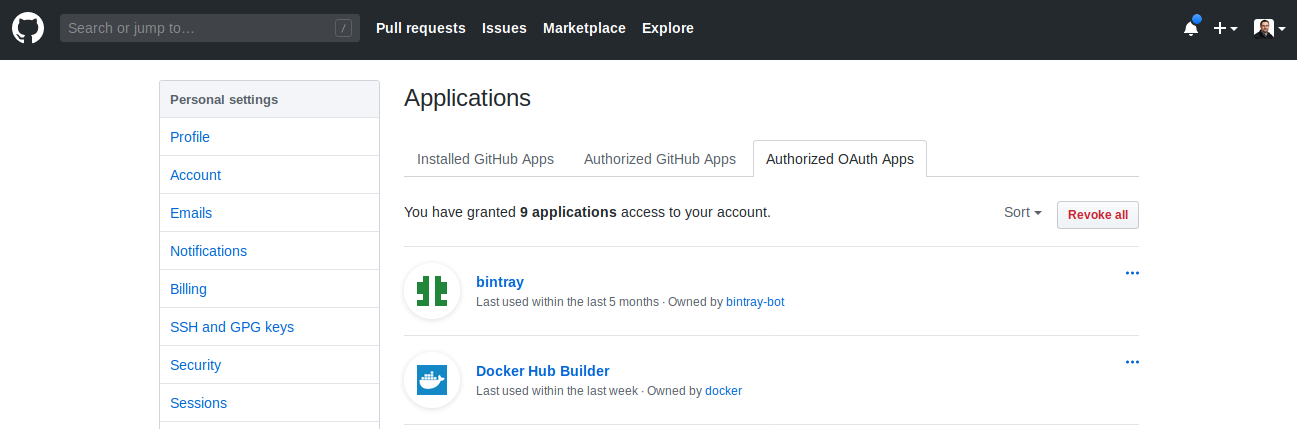 Search or jump to… /
Pull requests Issues Marketplace Explore
Personal settings
Profile
Account
Emails
Notifications
Billing
SSH and GPG keys
Security
Sessions
Applications
Installed GitHub Apps Authorized GitHub Apps Authorized OAuth Apps
You have granted 9 applications access to your account. Sort Revoke all
bintray
Last used within the last 5 months · Owned by bintray-bot
Docker Hub Builder
Last used within the last week · Owned by docker